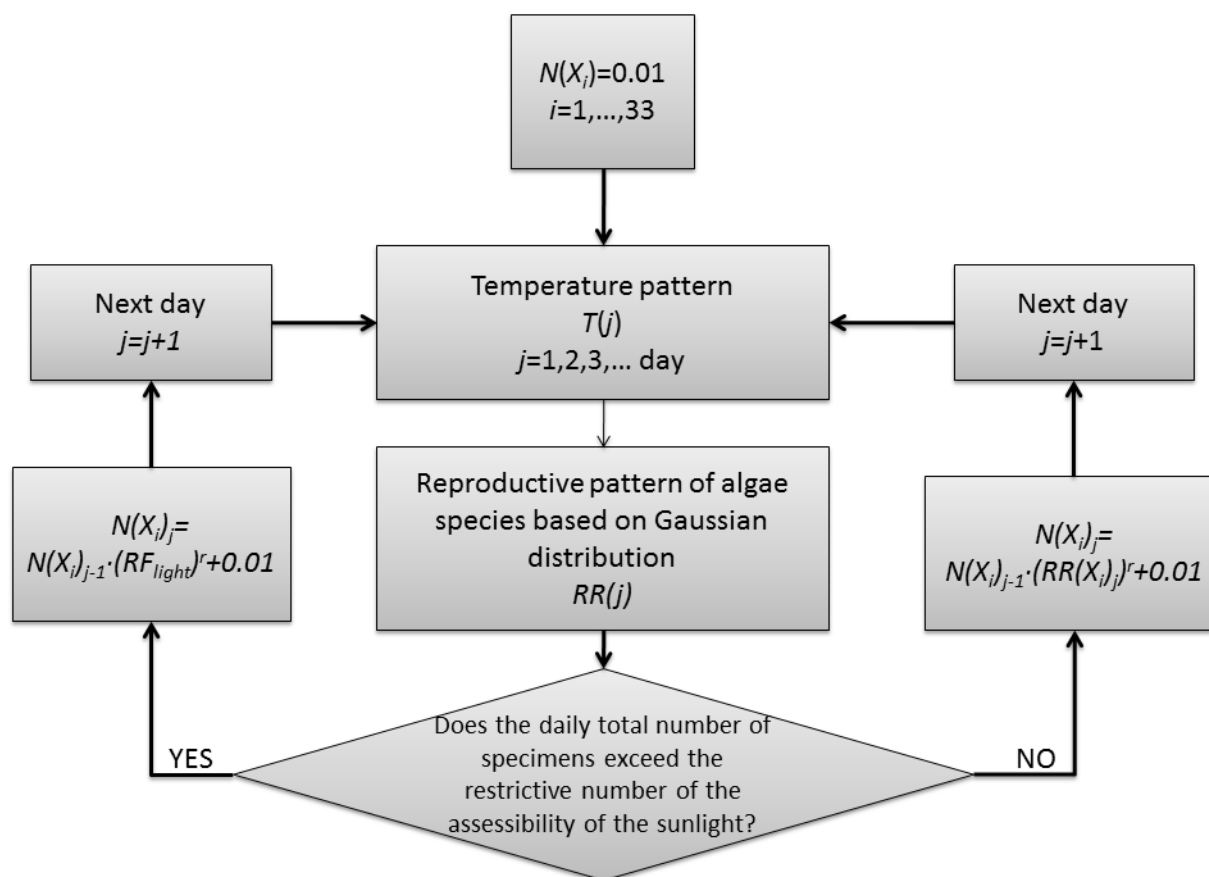 N(Xi)=0.01
i=1,...,33
Temperature pattern
T(j)
j=1,2,3,... day
Next day
j=j+1
Next day
j=j+1
Reproductive pattern of algae
species based on Gaussian
distribution
RR(j)
N(Xi)j=
N(Xi)j-1·(RFlight)r+0.01
N(Xi)j=
N(Xi)j-1·(RR(Xi)j)r+0.01
Does the daily total number of
specimens exceed the
restrictive number of the
assessibility of the sunlight?
YES
NO